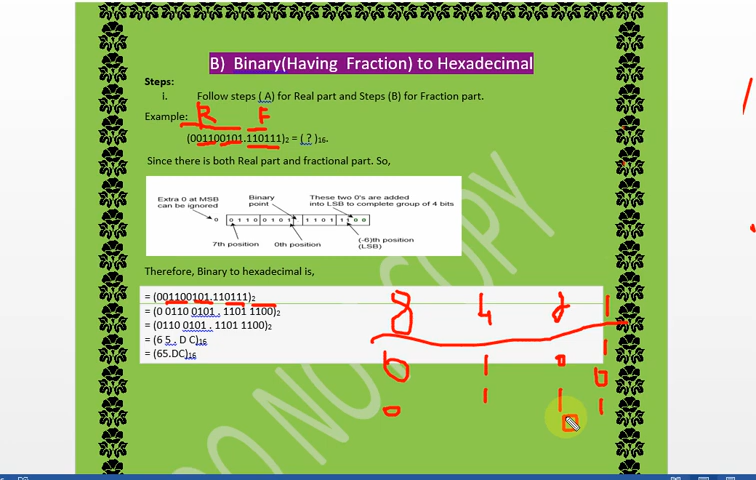 B) Binary(Having Fraction) to Hexadecimal
Steps:
i. Follow steps ( A) for Real part and Steps (B) for Fraction part.
R F
Example:
(001100101.110111)2 = ( ? )16.
Since there is both Real part and fractional part. So,
Extra 0 at MSB can be ignored
Binary point
These two 0's are added into LSB to complete group of 4 bits
0 0 1 1 0 0 1 0 1 1 1 0 1 1 1 0 0
7th position
0th position
(-6)th position (LSB)
Therefore, Binary to hexadecimal is,
= (001100101.110111)2
= (0 0110 0101 . 1101 1100)2
= (0110 0101 . 1101 1100)2
= (6 5 . D C)16
= (65.DC)16
8 4 2 1
0 1 0 1
0
0 1 1 1
DO NOT COPY